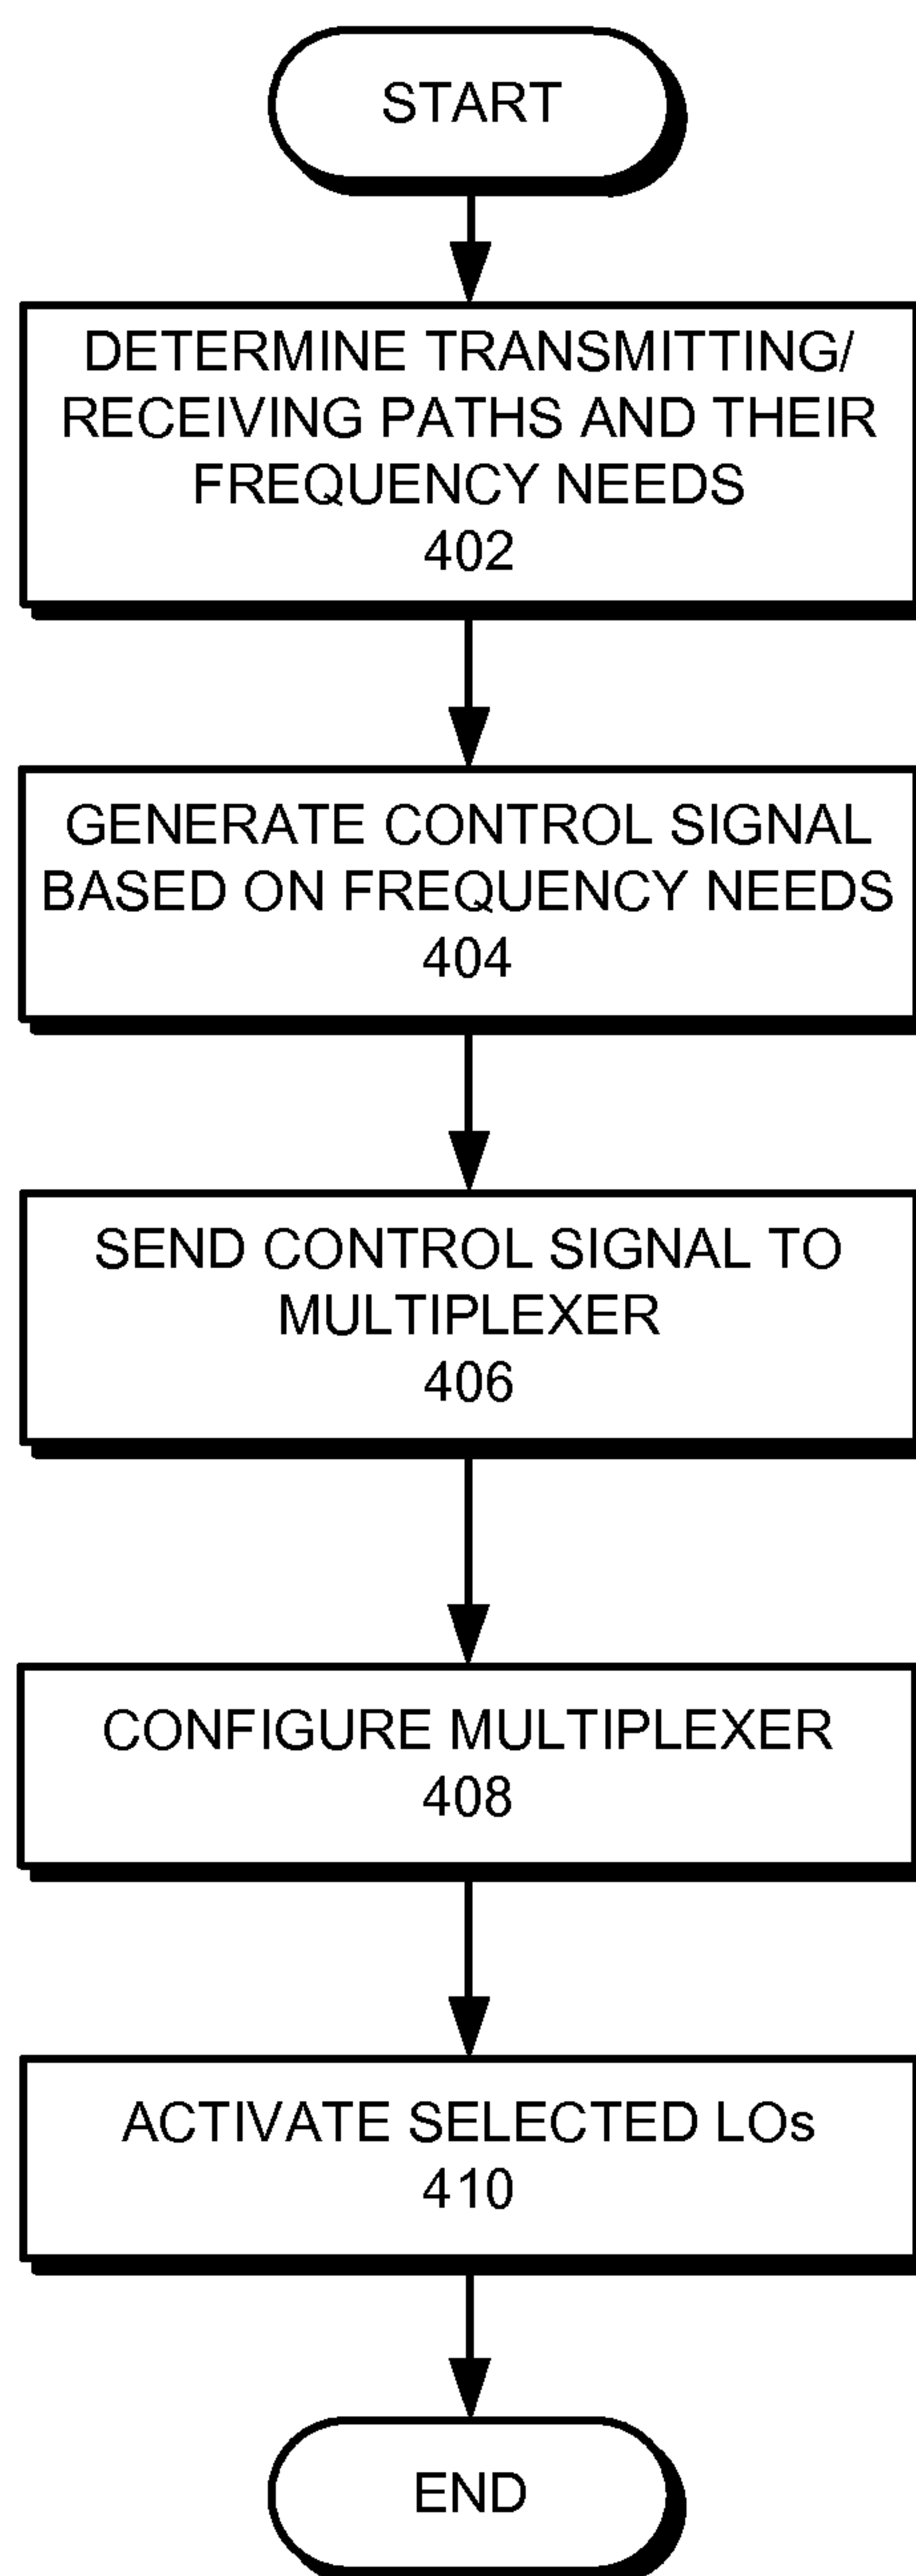 START
DETERMINE TRANSMITTING/
RECEIVING PATHS AND THEIR
FREQUENCY NEEDS
402
GENERATE CONTROL SIGNAL
BASED ON FREQUENCY NEEDS
404
SEND CONTROL SIGNAL TO
MULTIPLEXER
406
CONFIGURE MULTIPLEXER
408
ACTIVATE SELECTED LOs
410
END